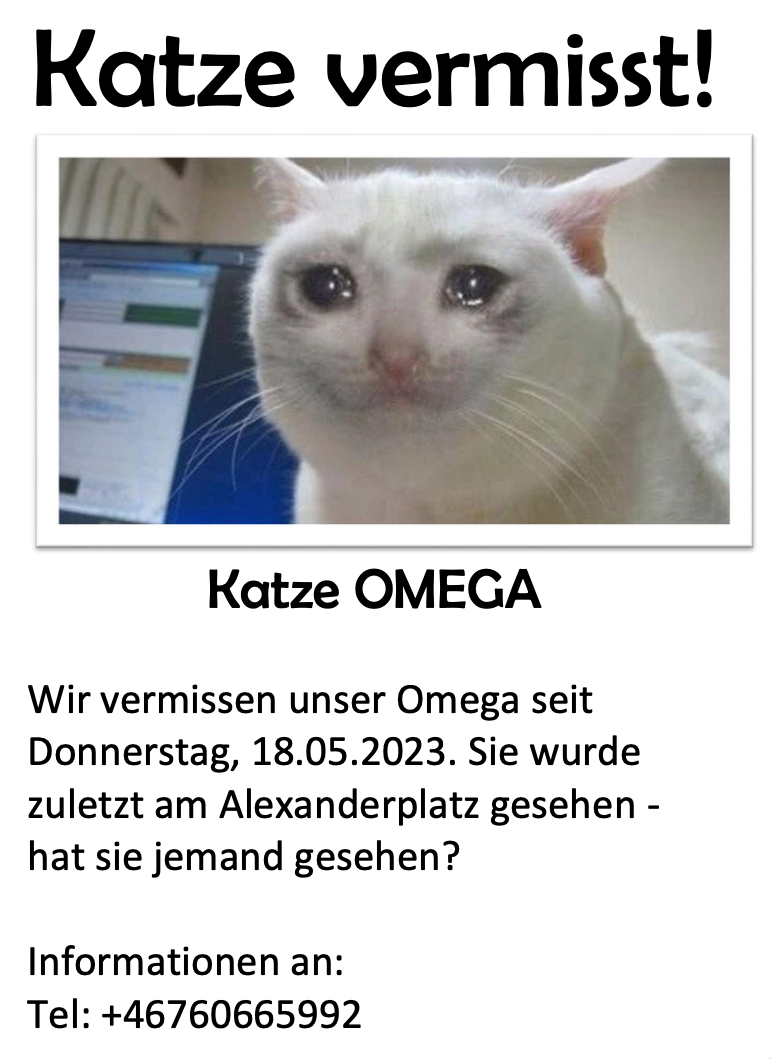 Katze vermisst!
Katze OMEGA
Wir vermissen unser Omega seit
Donnerstag, 18.05.2023. Sie wurde
zuletzt am Alexanderplatz gesehen -
hat sie jemand gesehen?
Informationen an:
Tel: +46760665992